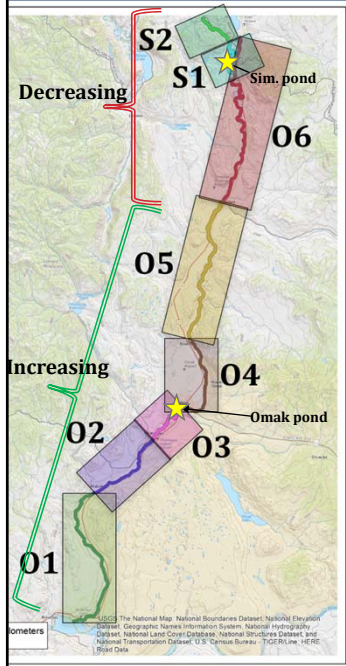 S2
S1
Sim. pond
Decreasing
O6
O5
Increasing
O4
Omak pond
O2
O3
O1
USGS The National Map: National Boundaries Dataset, National Elevation
Dataset, Geographic Names Information System, National Hydrography
Dataset, National Land Cover Database, National Structures Dataset, and
National Transportation Dataset; U.S. Census Bureau - TIGER/Line; HERE
Road Data
lometers